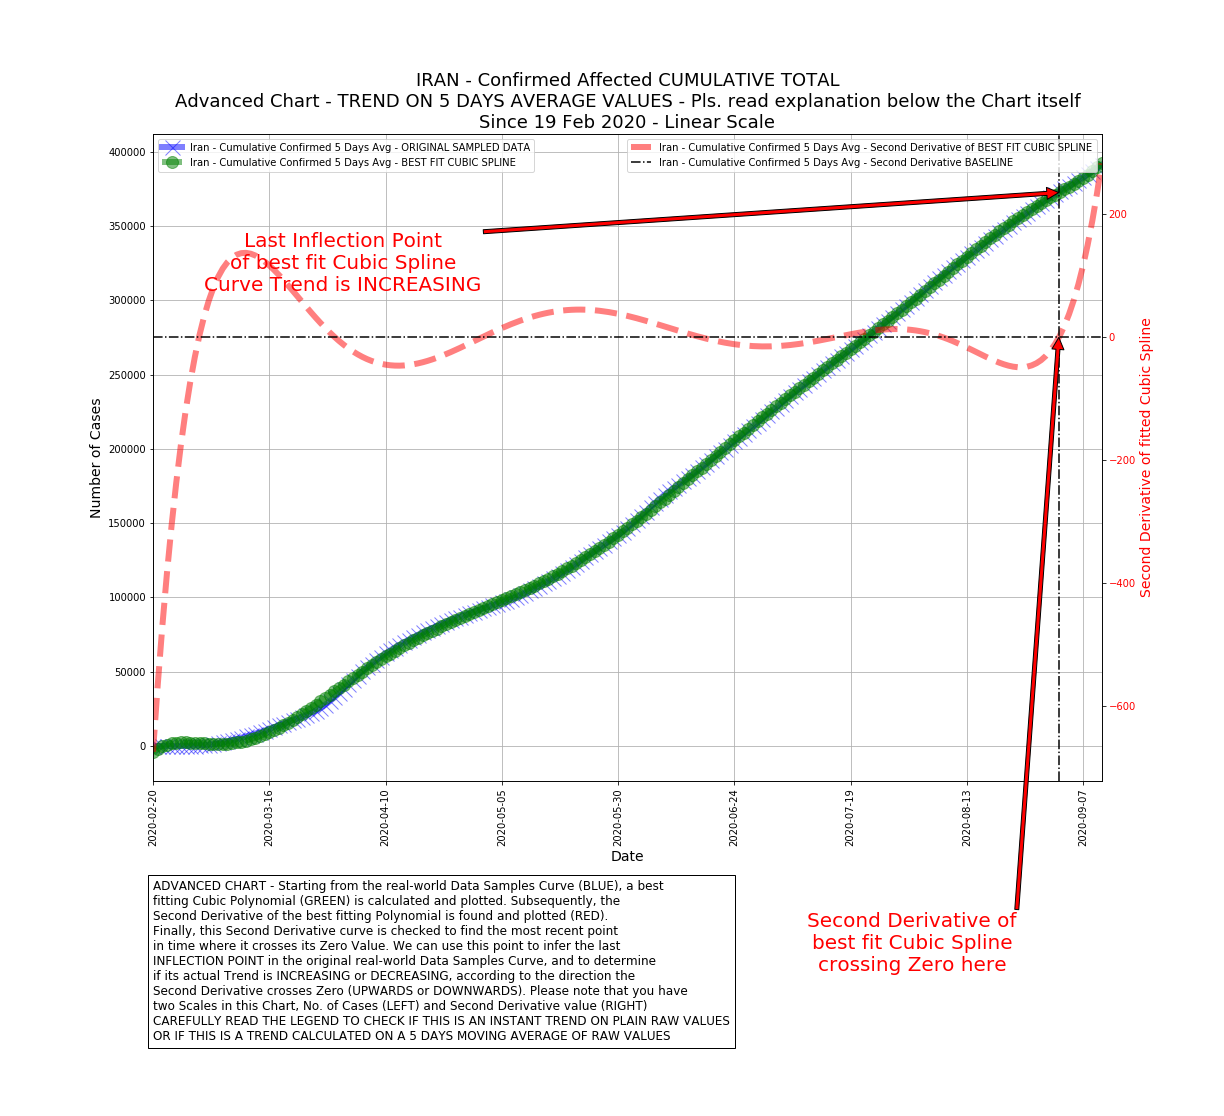 IRAN - Confirmed Affected CUMULATIVE TOTAL
Advanced Chart - TREND ON 5 DAYS AVERAGE VALUES - Pls. read explanation below the Chart itself
Since 19 Feb 2020 - Linear Scale
Iran - Cumulative Confirmed 5 Days Avg - ORIGINAL SAMPLED DATA
Iran - Cumulative Confirmed 5 Days Avg - BEST FIT CUBIC SPLINE
Iran - Cumulative Confirmed 5 Days Avg - Second Derivative of BEST FIT CUBIC SPLINE
Iran - Cumulative Confirmed 5 Days Avg - Second Derivative BASELINE
Last Inflection Point
of best fit Cubic Spline
Curve Trend is INCREASING
Number of Cases
400000
350000
300000
250000
200000
150000
100000
50000
0
200
0
−200
−400
−600
Second Derivative of fitted Cubic Spline
2020-02-20
2020-03-16
2020-04-10
2020-05-05
2020-05-30
2020-06-24
2020-07-19
2020-08-13
2020-09-07
Date
Second Derivative of
best fit Cubic Spline
crossing Zero here
ADVANCED CHART - Starting from the real-world Data Samples Curve (BLUE), a best
fitting Cubic Polynomial (GREEN) is calculated and plotted. Subsequently, the
Second Derivative of the best fitting Polynomial is found and plotted (RED).
Finally, this Second Derivative curve is checked to find the most recent point
in time where it crosses its Zero Value. We can use this point to infer the last
INFLECTION POINT in the original real-world Data Samples Curve, and to determine
if its actual Trend is INCREASING or DECREASING, according to the direction the
Second Derivative crosses Zero (UPWARDS or DOWNWARDS). Please note that you have
two Scales in this Chart, No. of Cases (LEFT) and Second Derivative value (RIGHT)
CAREFULLY READ THE LEGEND TO CHECK IF THIS IS AN INSTANT TREND ON PLAIN RAW VALUES
OR IF THIS IS A TREND CALCULATED ON A 5 DAYS MOVING AVERAGE OF RAW VALUES